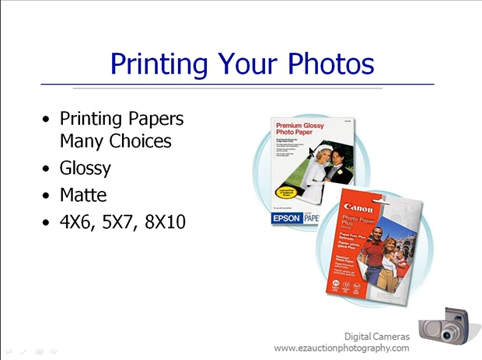 Printing Your Photos
Printing Papers
Many Choices
Glossy
Matte
4X6, 5X7, 8X10
Premium Glossy
Photo Paper
EPSON
Canon
Photo Paper
Plus
Digital Cameras
www.ezauctionphotography.com